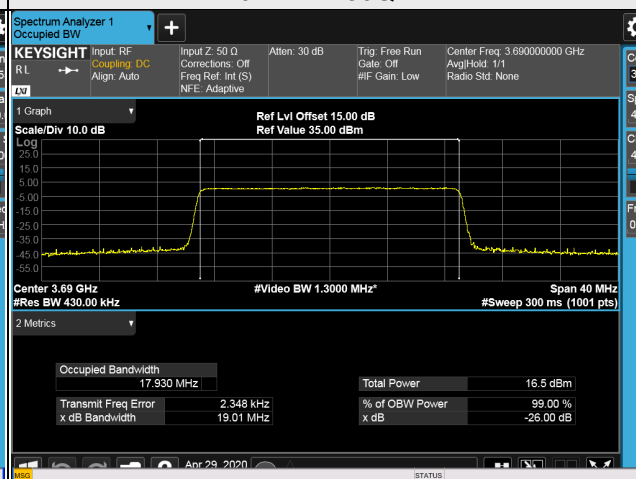 Spectrum Analyzer 1
Occupied BW
KEYSIGHT
R L
LXI
Input: RF
Coupling: DC
Align: Auto
Input Z: 50 Ω
Corrections: Off
Freq Ref: Int (S)
NFE: Adaptive
Atten: 30 dB
Trig: Free Run
Gate: Off
#IF Gain: Low
Center Freq: 3.690000000 GHz
Avg|Hold: 1/1
Radio Std: None
1 Graph
Scale/Div 10.0 dB
Ref Lvl Offset 15.00 dB
Ref Value 35.00 dBm
Log
25.0
15.0
5.00
-5.00
-15.0
-25.0
-35.0
-45.0
-55.0
Center 3.69 GHz
#Res BW 430.00 kHz
#Video BW 1.3000 MHz*
Span 40 MHz
#Sweep 300 ms (1001 pts)
2 Metrics
Occupied Bandwidth
17.930 MHz
Transmit Freq Error 2.348 kHz
x dB Bandwidth 19.01 MHz
Total Power 16.5 dBm
% of OBW Power 99.00 %
x dB -26.00 dB
Apr 29, 2020
MSG
STATUS